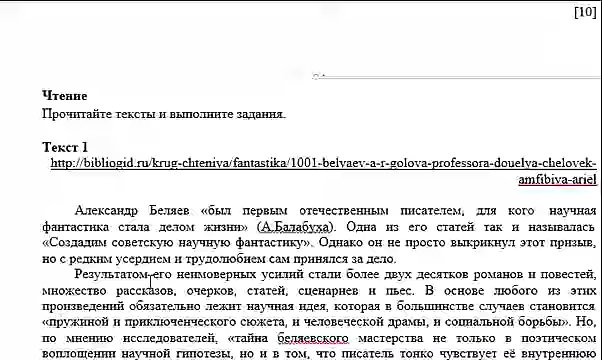 [10]
Чтение
Прочитайте тексты и выполните задания.
Текст 1
http://bibliogid.ru/krug-chteniya/fantastika/1001-belyaev-a-r-golova-professora-douelya-chelovek-
amfibiya-ariel
Александр Беляев «был первым отечественным писателем, для кого научная
фантастика стала делом жизни» (А.Балабуха). Одна из его статей так и называлась
«Создадим советскую научную фантастику». Однако он не просто выкрикнул этот призыв,
но с редким усердием и трудолюбием сам принялся за дело.
Результатом его неимоверных усилий стали более двух десятков романов и повестей,
множество рассказов, очерков, статей, сценариев и пьес. В основе любого из этих
произведений обязательно лежит научная идея, которая в большинстве случаев становится
«пружиной и приключенческого сюжета, и человеческой драмы, и социальной борьбы». Но,
по мнению исследователей, «тайна беляевского мастерства не только в поэтическом
воплощении научной гипотезы, но и в том, что писатель тонко чувствует её внутреннюю